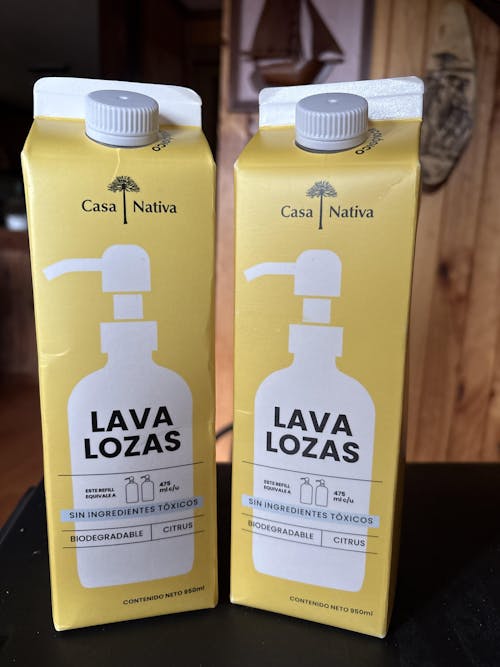 Casa Nativa
LAVA
LOZAS
ESTE REFILL
EQUIVALE A
475
ml c/u
SIN INGREDIENTES TÓXICOS
BIODEGRADABLE
CITRUS
CONTENIDO NETO 950ml
Casa Nativa
LAVA
LOZAS
ESTE REFILL
EQUIVALE A
475
ml c/u
SIN INGREDIENTES TÓXICOS
BIODEGRADABLE
CITRUS
CONTENIDO NETO 950ml